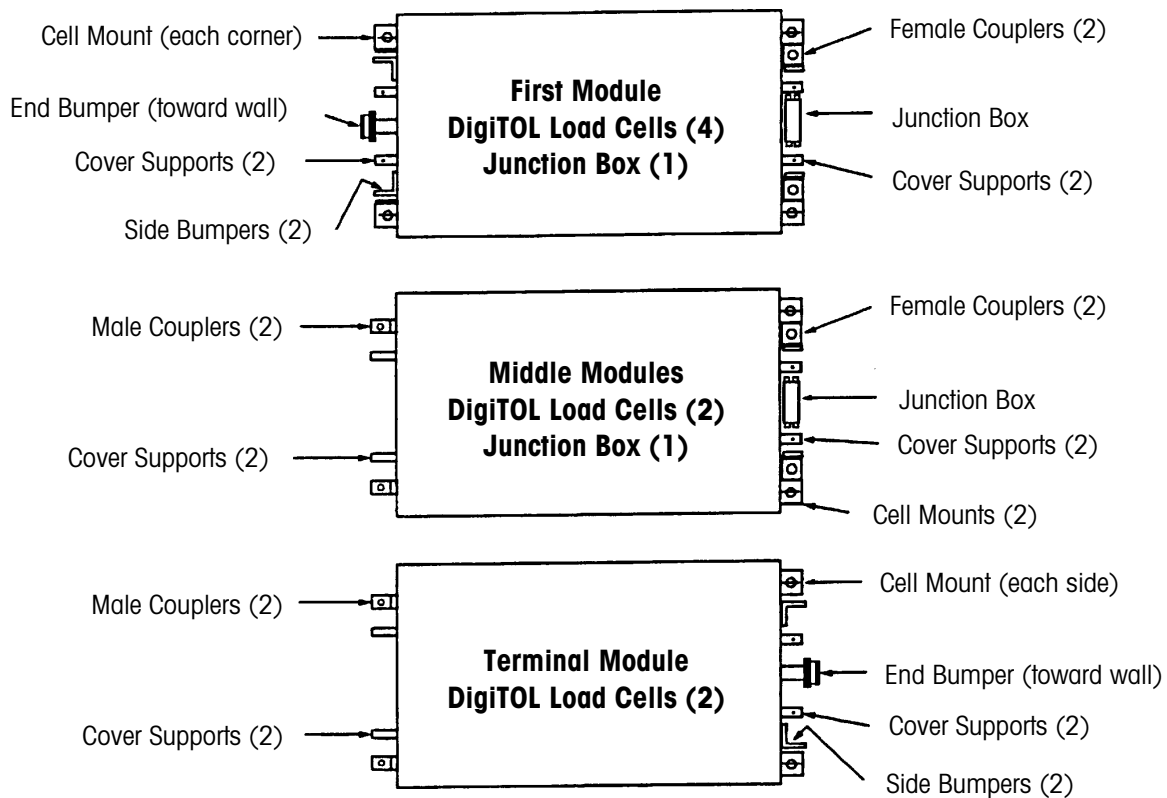 Cell Mount (each corner)
End Bumper (toward wall)
Cover Supports (2)
Side Bumpers (2)
First Module
DigiTOL Load Cells (4)
Junction Box (1)
Female Couplers (2)
Junction Box
Cover Supports (2)
Male Couplers (2)
Cover Supports (2)
Middle Modules
DigiTOL Load Cells (2)
Junction Box (1)
Female Couplers (2)
Junction Box
Cover Supports (2)
Cell Mounts (2)
Male Couplers (2)
Cover Supports (2)
Terminal Module
DigiTOL Load Cells (2)
Cell Mount (each side)
End Bumper (toward wall)
Cover Supports (2)
Side Bumpers (2)